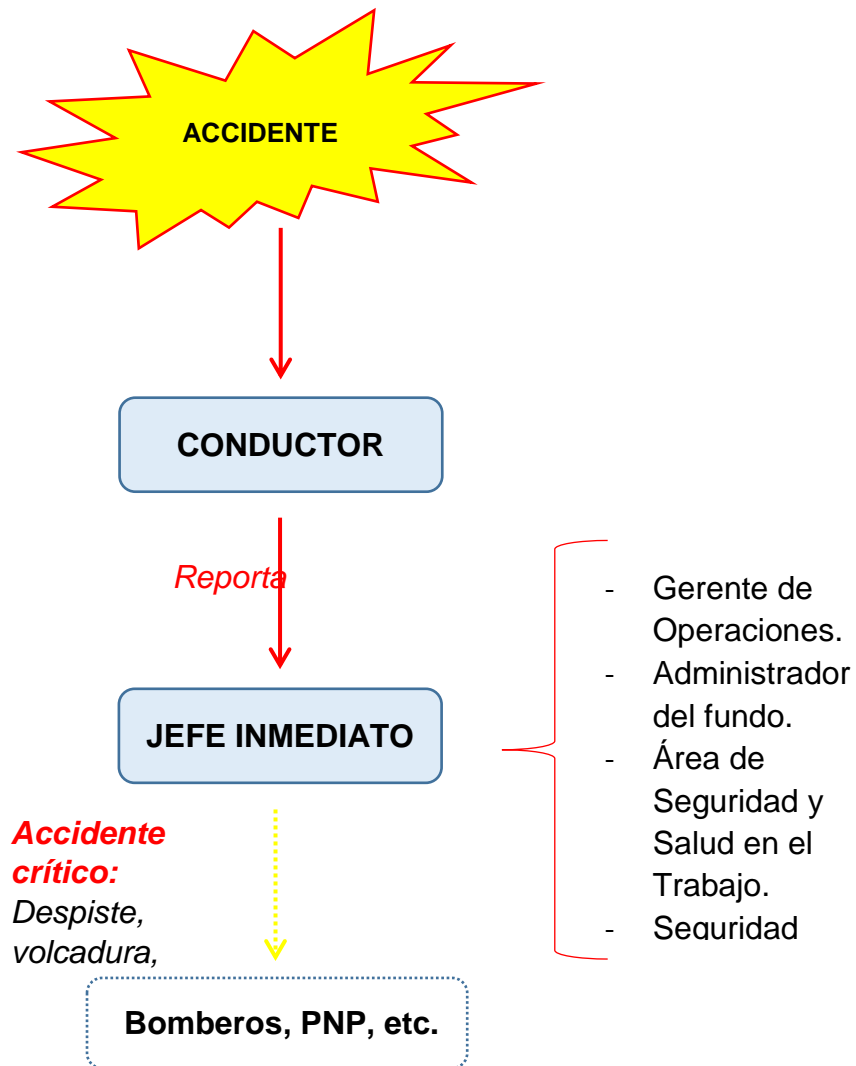 ACCIDENTE
CONDUCTOR
Reporta
JEFE INMEDIATO
- Gerente de
Operaciones.
- Administrador
del fundo.
- Área de
Seguridad y
Salud en el
Trabajo.
- Seguridad
Accidente
crítico:
Despiste,
volcadura,
Bomberos, PNP, etc.